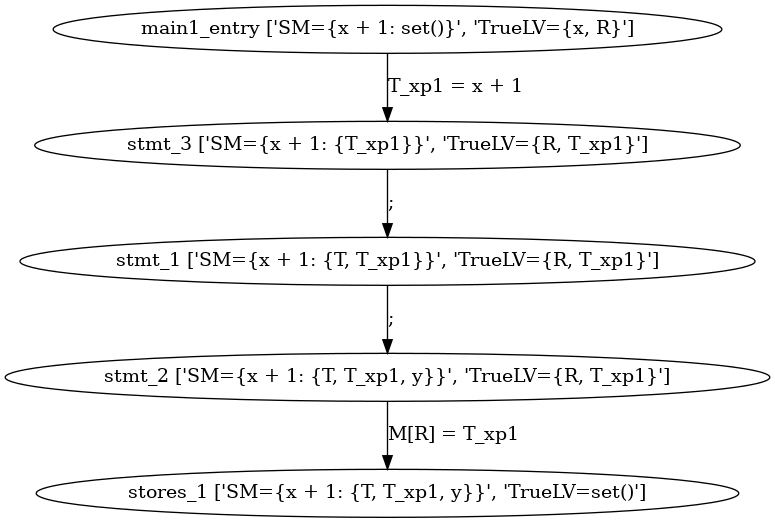 main1_entry ['SM={x + 1: set()}', 'TrueLV={x, R}']
T_xp1 = x + 1
stmt_3 ['SM={x + 1: {T_xp1}}', 'TrueLV={R, T_xp1}']
;
stmt_1 ['SM={x + 1: {T, T_xp1}}', 'TrueLV={R, T_xp1}']
;
stmt_2 ['SM={x + 1: {T, T_xp1, y}}', 'TrueLV={R, T_xp1}']
M[R] = T_xp1
stores_1 ['SM={x + 1: {T, T_xp1, y}}', 'TrueLV=set()']